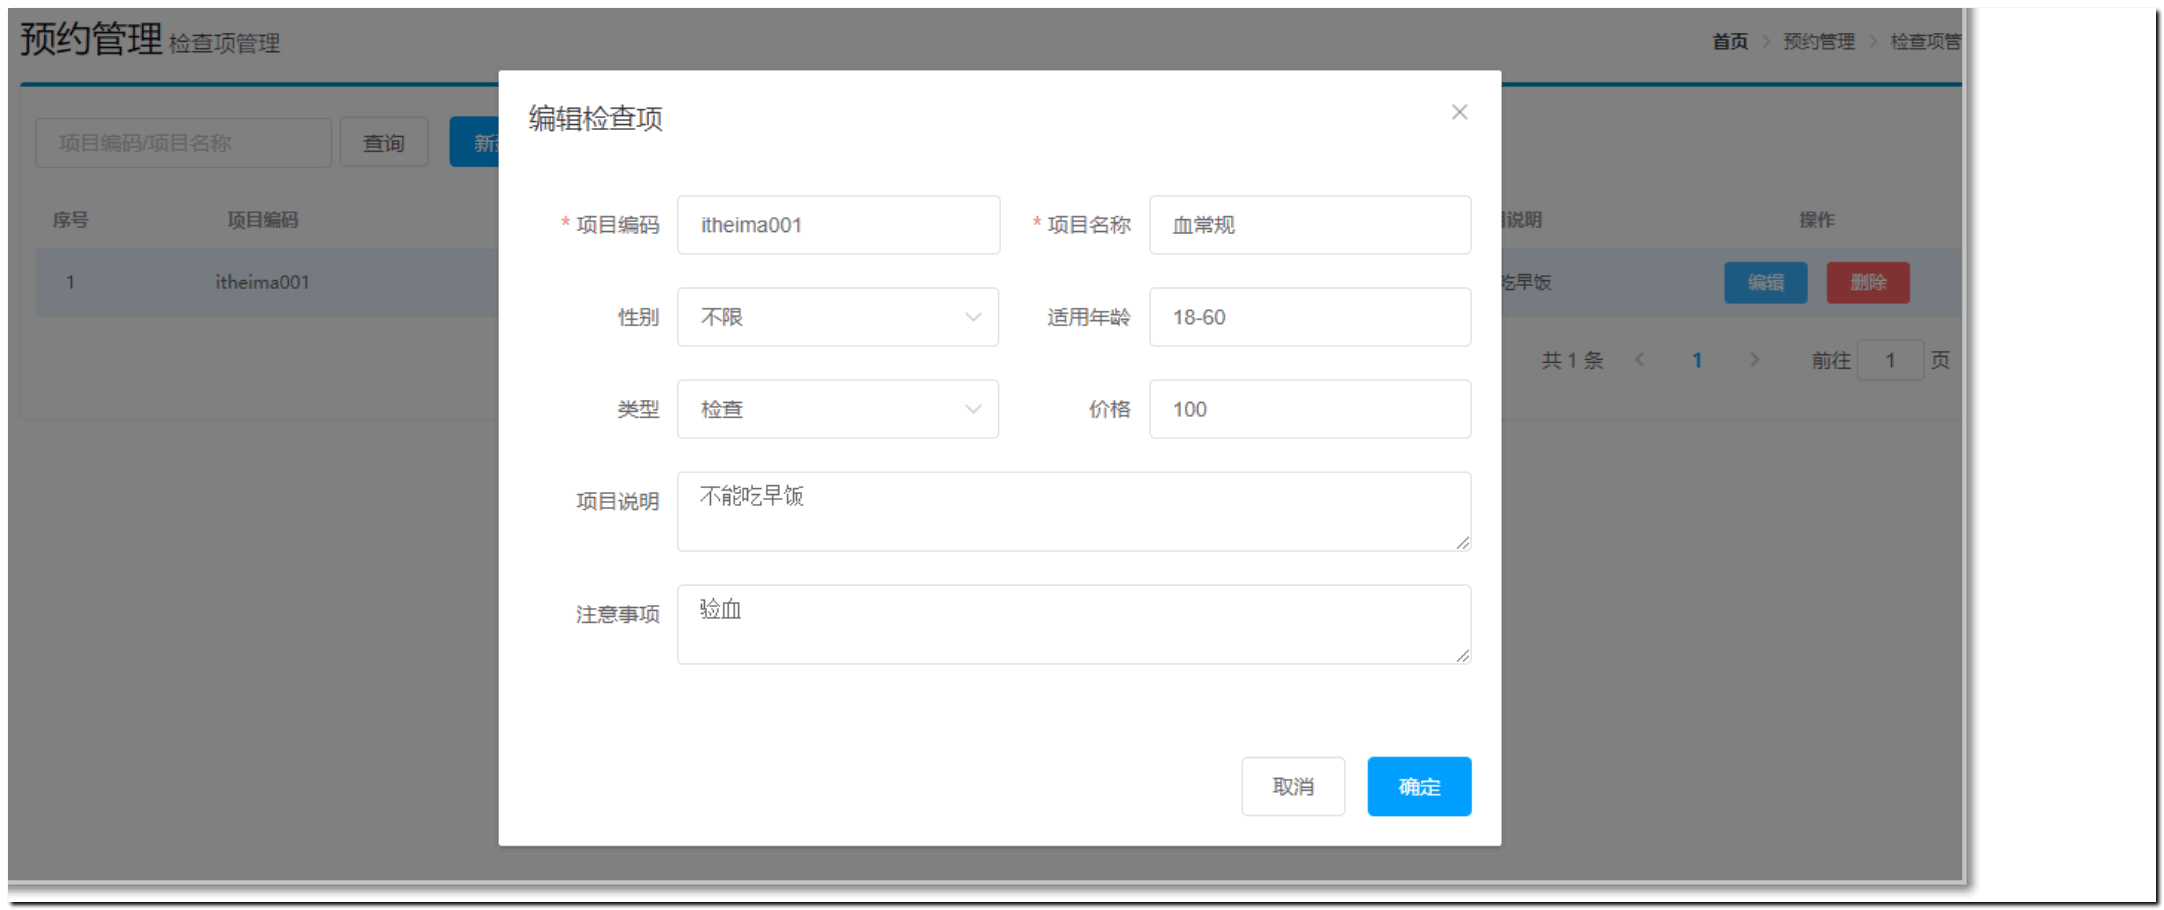 预约管理 检查项管理
首页 > 预约管理 > 检查项管
编辑检查项
项目编码/项目名称 查询 新
* 项目编码 itheima001 * 项目名称 血常规
序号 项目编码 说明 操作
1 itheima001 吃早饭 编辑 删除
性别 不限 适用年龄 18-60
共 1 条 < 1 > 前往 1 页
类型 检查 价格 100
项目说明 不能吃早饭
注意事项 验血
取消 确定